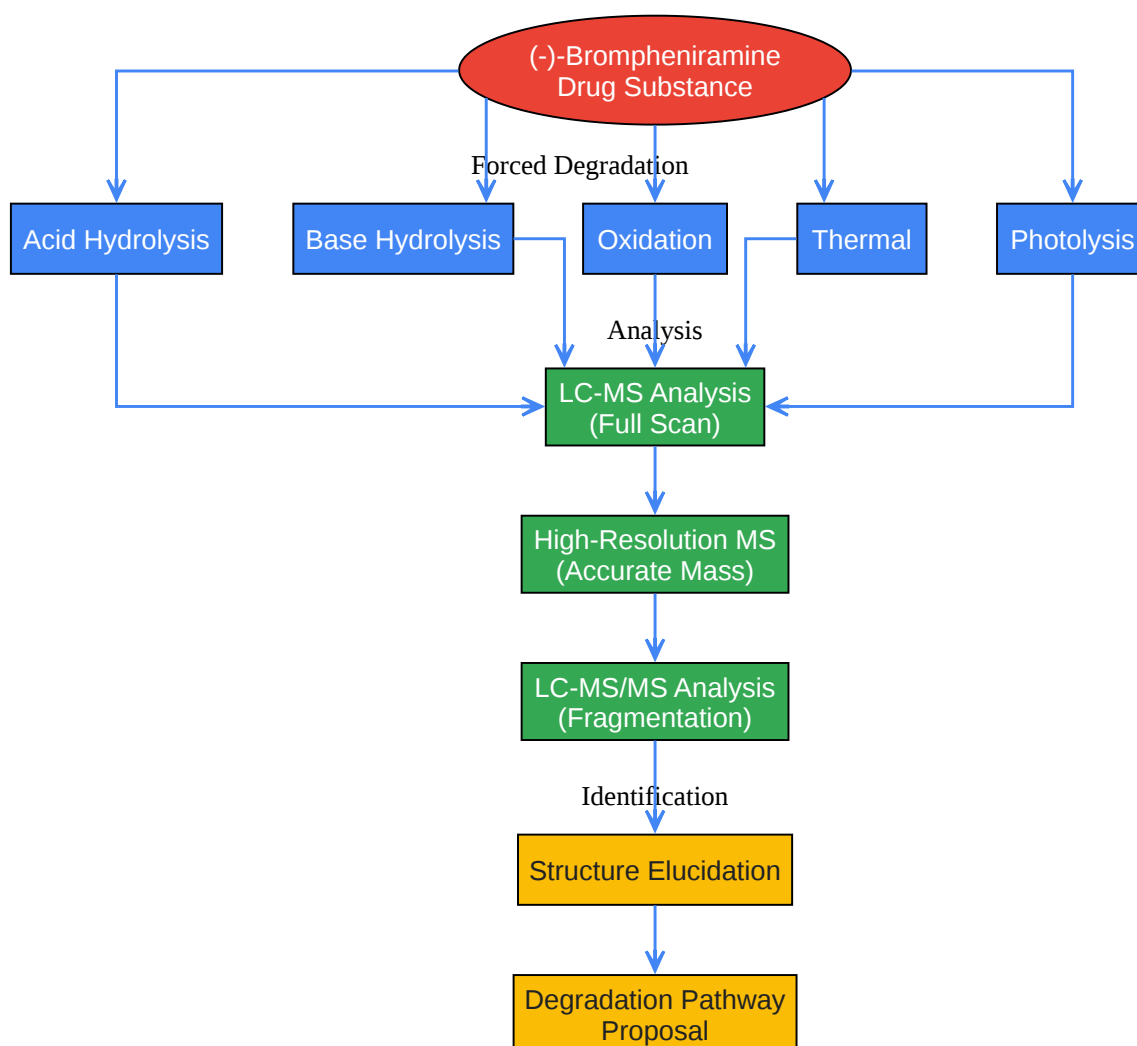 (-)-Brompheniramine
Drug Substance
Forced Degradation
Acid Hydrolysis
Base Hydrolysis
Oxidation
Thermal
Photolysis
Analysis
LC-MS Analysis
(Full Scan)
High-Resolution MS
(Accurate Mass)
LC-MS/MS Analysis
(Fragmentation)
Identification
Structure Elucidation
Degradation Pathway
Proposal